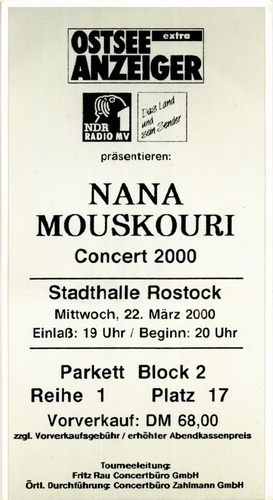 OSTSEE extra
ANZEIGER
NDR 1
RADIO MV
Das Land
und
sein Sender
präsentieren:
NANA
MOUSKOURI
Concert 2000
Stadthalle Rostock
Mittwoch, 22. März 2000
Einlaß: 19 Uhr / Beginn: 20 Uhr
Parkett Block 2
Reihe 1 Platz 17
Vorverkauf: DM 68,00
zzgl. Vorverkaufsgebühr / erhöhter Abendkassenpreis
Tourneeleitung:
Fritz Rau Concertbüro GmbH
Örtl. Durchführung: Concertbüro Zahlmann GmbH